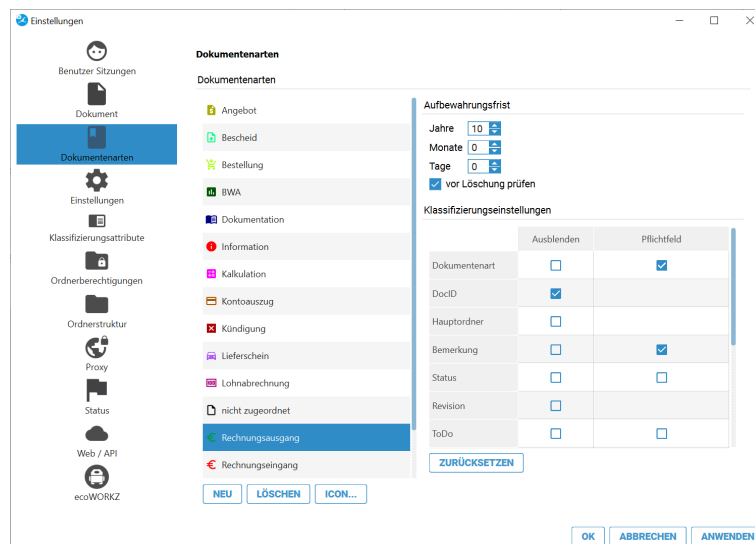 Einstellungen
Benutzer Sitzungen
Dokument
Dokumentenarten
Einstellungen
Klassifizierungsattribute
Ordnerberechtigungen
Ordnerstruktur
Proxy
Status
Web / API
ecoWORKZ
Dokumentenarten
Dokumentenarten
Angebot
Bescheid
Bestellung
BWA
Dokumentation
Information
Kalkulation
Kontoauszug
Kündigung
Lieferschein
Lohnabrechnung
nicht zugeordnet
Rechnungsausgang
Rechnungseingang
NEU LÖSCHEN ICON...
Aufbewahrungsfrist
Jahre 10
Monate 0
Tage 0
vor Löschung prüfen
Klassifizierungseinstellungen
Ausblenden Pflichtfeld
Dokumentenart
DocID
Hauptordner
Bemerkung
Status
Revision
ToDo
ZURÜCKSETZEN
OK ABBRECHEN ANWENDEN